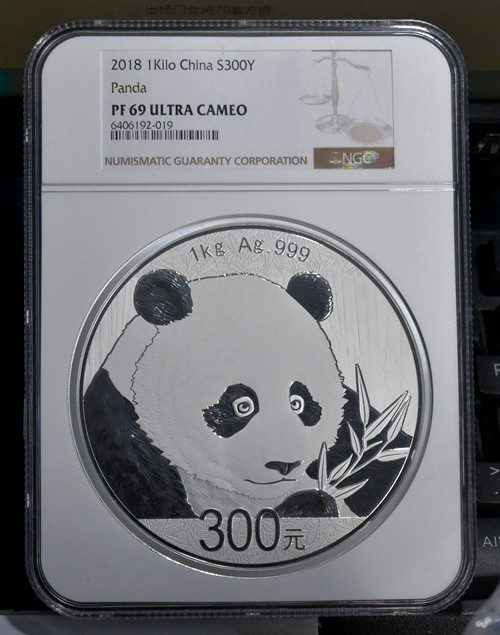 2018 1Kilo China S300Y
Panda
PF 69 ULTRA CAMEO
6406192-019
NUMISMATIC GUARANTY CORPORATION
NGC
1kg Ag.999
300元